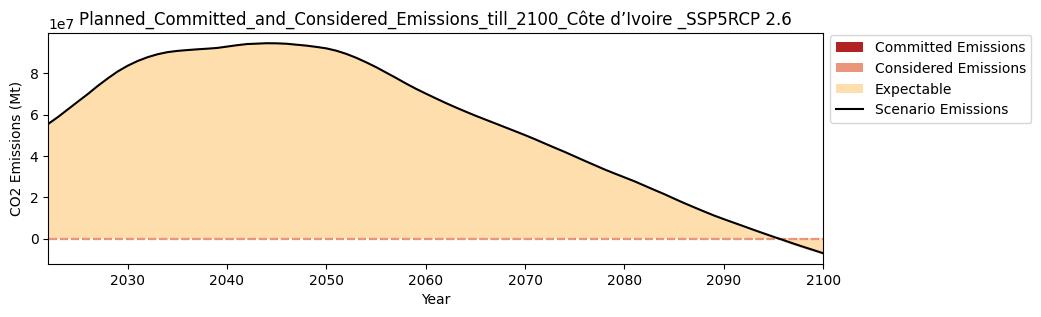 Planned_Committed_and_Considered_Emissions_till_2100_Côte d’Ivoire _SSP5RCP 2.6
1e7
Committed Emissions
Considered Emissions
Expectable
Scenario Emissions
CO2 Emissions (Mt)
8
6
4
2
0
2030 2040 2050 2060 2070 2080 2090 2100
Year